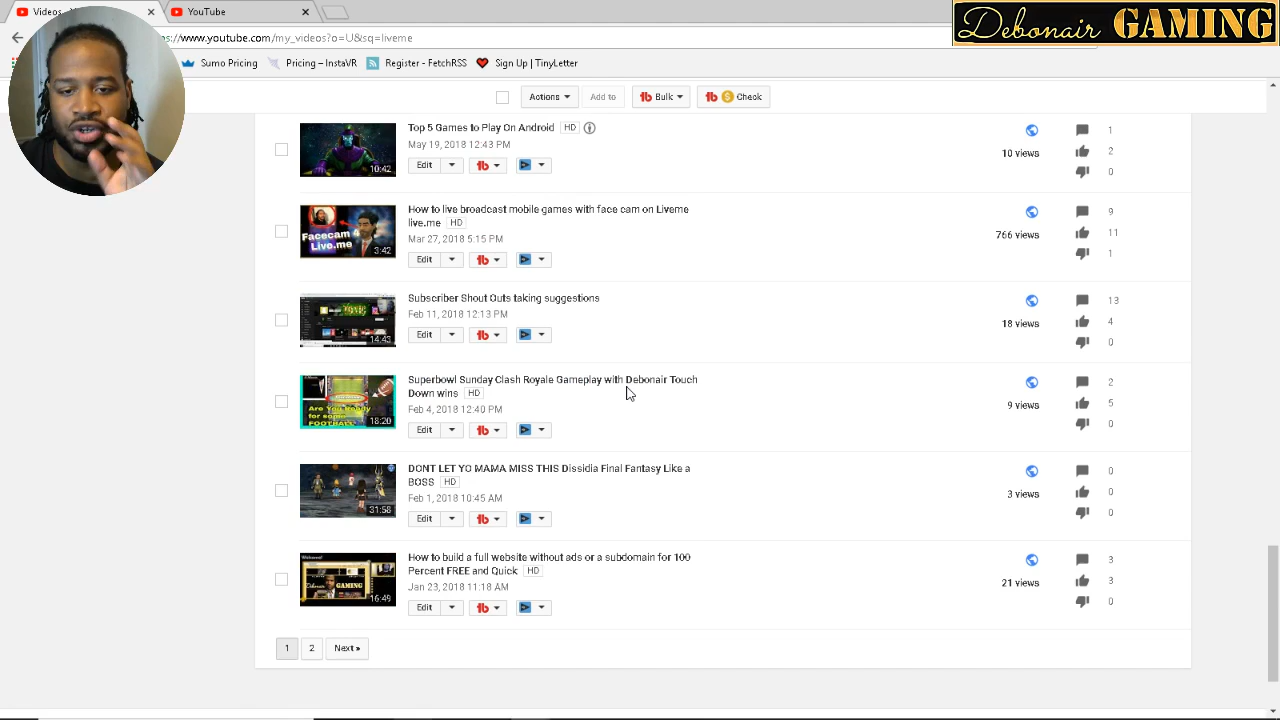 Videos -
YouTube
Debonair GAMING
ps://www.youtube.com/my_videos?o=U&sq=liveme
Sumo Pricing
Pricing – InstaVR
Register - FetchRSS
Sign Up | TinyLetter
Actions
Add to
Bulk
Check
Top 5 Games to Play On Android HD
May 19, 2018 12:43 PM
10:42
Edit
10 views
1
2
0
How to live broadcast mobile games with face cam on Liveme
live.me HD
Mar 27, 2018 5:15 PM
Facecam
Live.me
3:42
Edit
766 views
9
11
1
Subscriber Shout Outs taking suggestions
Feb 11, 2018 12:13 PM
14:43
Edit
18 views
13
4
0
Superbowl Sunday Clash Royale Gameplay with Debonair Touch
Down wins HD
Feb 4, 2018 12:40 PM
Are You Ready
for some
FOOTBALL
18:20
Edit
9 views
2
5
0
DONT LET YO MAMA MISS THIS Dissidia Final Fantasy Like a
BOSS HD
Feb 1, 2018 10:45 AM
31:58
Edit
3 views
0
0
0
How to build a full website without ads or a subdomain for 100
Percent FREE and Quick HD
Jan 23, 2018 11:18 AM
Debonair GAMING
16:49
Edit
21 views
3
3
0
1
2
Next »